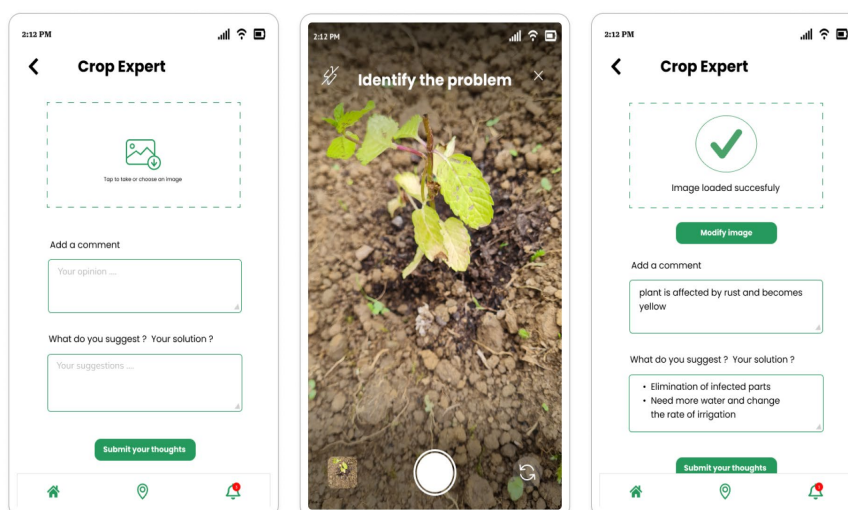 2:12 PM
Crop Expert
Tap to take or choose an image
Add a comment
Your opinion ...
What do you suggest ? Your solution ?
Your suggestions ...
Submit your thoughts
2:12 PM
Identify the problem
2:12 PM
Crop Expert
Image loaded succesfuly
Modify image
Add a comment
plant is affected by rust and becomes
yellow
What do you suggest ? Your solution ?
• Elimination of infected parts
• Need more water and change
the rate of irrigation
Submit your thoughts